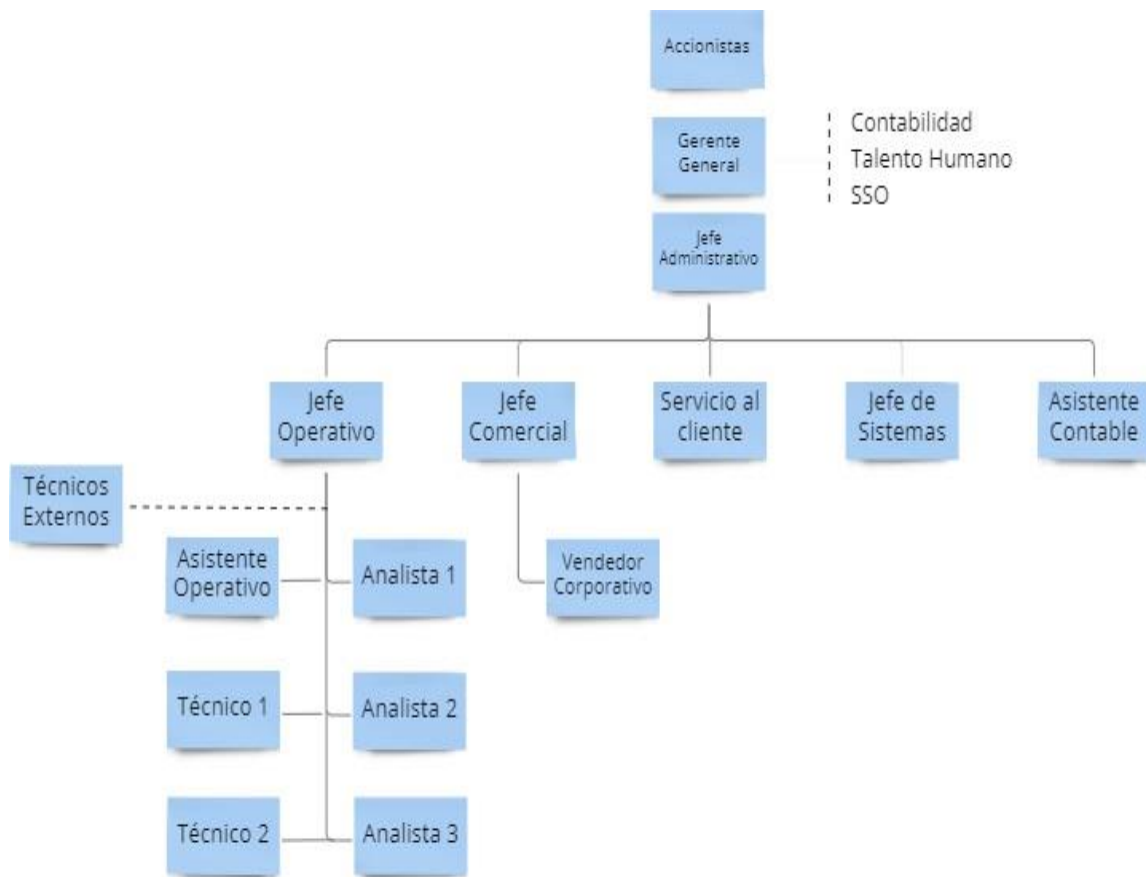 Accionistas
Gerente
General
Contabilidad
Talento Humano
SSO
Jefe
Administrativo
Jefe
Operativo
Jefe
Comercial
Servicio al
cliente
Jefe de
Sistemas
Asistente
Contable
Técnicos
Externos
Asistente
Operativo
Analista 1
Vendedor
Corporativo
Técnico 1
Analista 2
Técnico 2
Analista 3